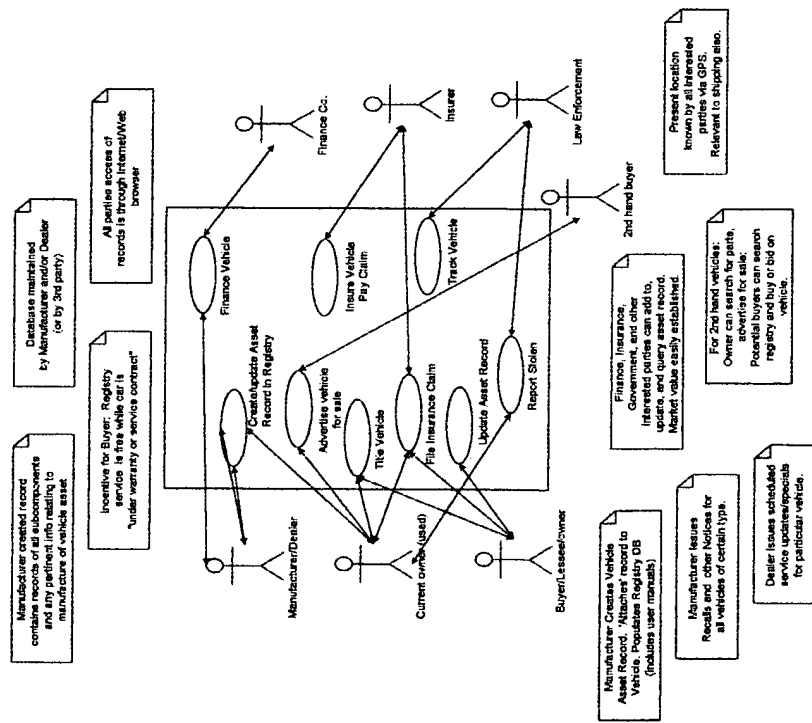 Manufacturer created record
contains records of all subcomponents
and any pertinent info relating to
manufacture of vehicle asset
Incentive for Buyer: Registry
service is free while car is
"under warranty or service contract"
Database maintained
by Manufacturer and/or Dealer
(or by 3rd party)
All parties access of
records is through Internet/Web
browser
Manufacturer/Dealer
Current owner (used)
Buyer/Lessee/owner
Finance Vehicle
Create/update Asset
Record in Registry
Advertise vehicle
for sale
Insure Vehicle
Pay Claim
Title Vehicle
File Insurance Claim
Track Vehicle
Update Asset Record
Report Stolen
Finance Co.
Insurer
Law Enforcement
2nd hand buyer
Manufacturer Creates Vehicle
Asset Record. 'Attaches' record to
Vehicle. Populates Registry DB
(includes user manuals)
Manufacturer Issues
Recalls and other Notices for
all vehicles of certain type.
Dealer issues scheduled
service updates/specials
for particular vehicle.
Finance, Insurance,
Government, and other
interested parties can add to,
update, and query asset record.
Market value easily established.
For 2nd hand vehicles:
Owner can search for parts,
advertise for sale:
Potential buyers can search
registry and buy or bid on
vehicle.
Present location
known by all interested
parties via GPS.
Relevant to shipping also.